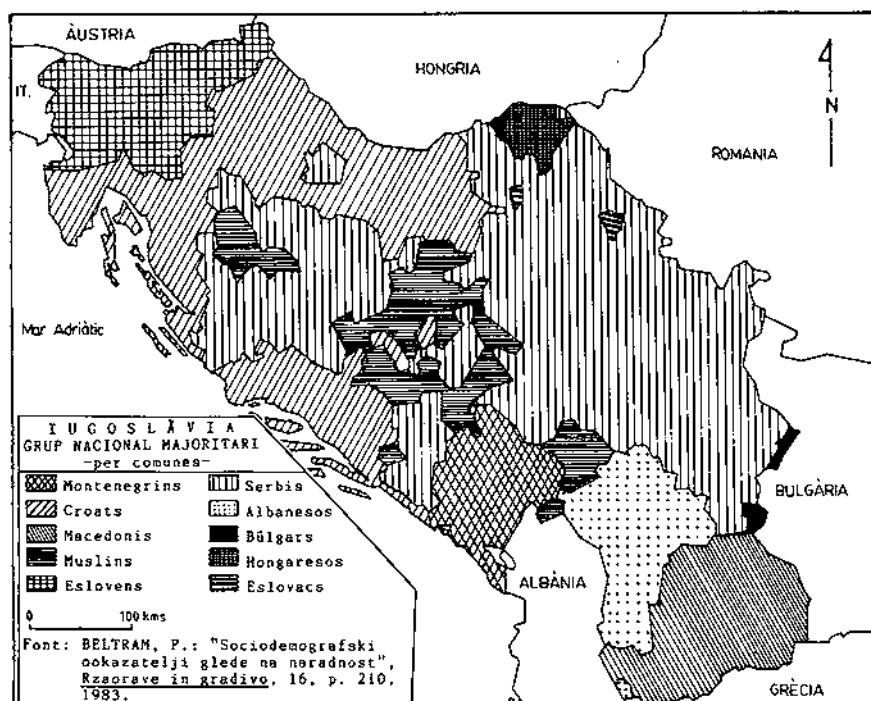 ÀUSTRIA
HONGRIA
IT.
N
ROMANIA
Mar Adriàtic
IUGOSLÀVIA
GRUP NACIONAL MAJORITARI
-per comunes-
Montenegrins
Serbis
Croats
Albanesos
Macedonis
Búlgars
Muslins
Hongaresos
Eslovens
Eslovacs
0 100 kms
Font: BELTRAM, P.: "Sociodemografski
ookazatelji glede na naradnost",
Rzaorave in gradivo, 16, p. 210,
1983.
BULGÀRIA
ALBÀNIA
GRÈCIA